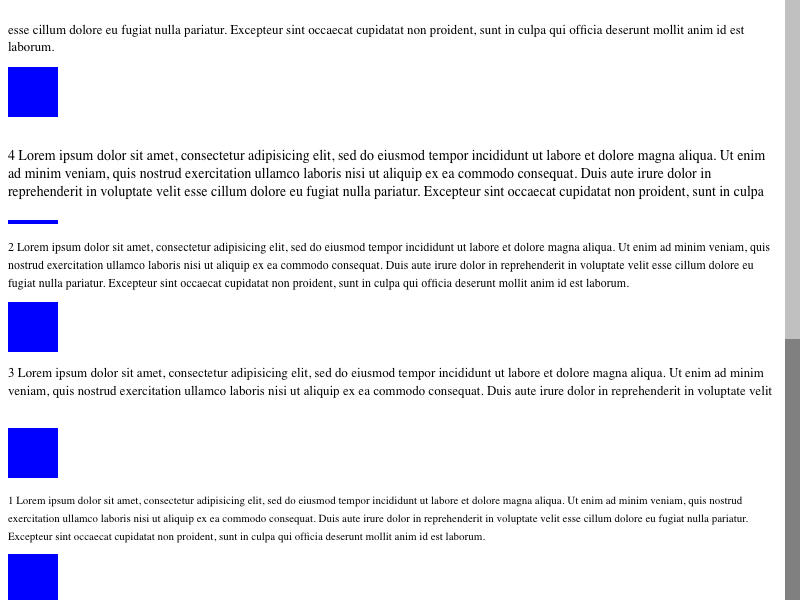 esse cillum dolore eu fugiat nulla pariatur. Excepteur sint occaecat cupidatat non proident, sunt in culpa qui officia deserunt mollit anim id est
laborum.
4 Lorem ipsum dolor sit amet, consectetur adipisicing elit, sed do eiusmod tempor incididunt ut labore et dolore magna aliqua. Ut enim
ad minim veniam, quis nostrud exercitation ullamco laboris nisi ut aliquip ex ea commodo consequat. Duis aute irure dolor in
reprehenderit in voluptate velit esse cillum dolore eu fugiat nulla pariatur. Excepteur sint occaecat cupidatat non proident, sunt in culpa
2 Lorem ipsum dolor sit amet, consectetur adipisicing elit, sed do eiusmod tempor incididunt ut labore et dolore magna aliqua. Ut enim ad minim veniam, quis
nostrud exercitation ullamco laboris nisi ut aliquip ex ea commodo consequat. Duis aute irure dolor in reprehenderit in voluptate velit esse cillum dolore eu
fugiat nulla pariatur. Excepteur sint occaecat cupidatat non proident, sunt in culpa qui officia deserunt mollit anim id est laborum.
3 Lorem ipsum dolor sit amet, consectetur adipisicing elit, sed do eiusmod tempor incididunt ut labore et dolore magna aliqua. Ut enim ad minim
veniam, quis nostrud exercitation ullamco laboris nisi ut aliquip ex ea commodo consequat. Duis aute irure dolor in reprehenderit in voluptate velit
1 Lorem ipsum dolor sit amet, consectetur adipisicing elit, sed do eiusmod tempor incididunt ut labore et dolore magna aliqua. Ut enim ad minim veniam, quis nostrud
exercitation ullamco laboris nisi ut aliquip ex ea commodo consequat. Duis aute irure dolor in reprehenderit in voluptate velit esse cillum dolore eu fugiat nulla pariatur.
Excepteur sint occaecat cupidatat non proident, sunt in culpa qui officia deserunt mollit anim id est laborum.